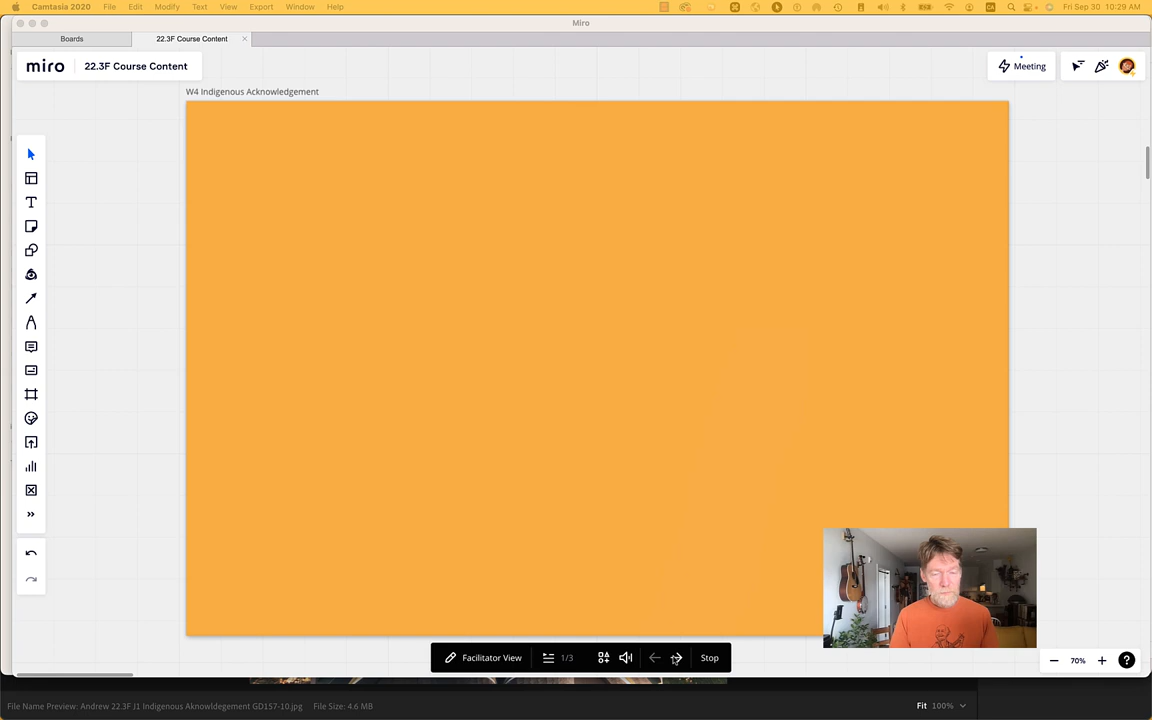 Camtasia 2020 File Edit Modify Text View Export Window Help Fri Sep 30 10:29 AM
Miro
Boards 22.3F Course Content
miro 22.3F Course Content Meeting
W4 Indigenous Acknowledgement
Facilitator View 1/3 Stop
70%
File Name Preview: Andrew 22.3F J1 Indigenous Aknowldegement GD157-10.jpg File Size: 4.6 MB Fit 100%